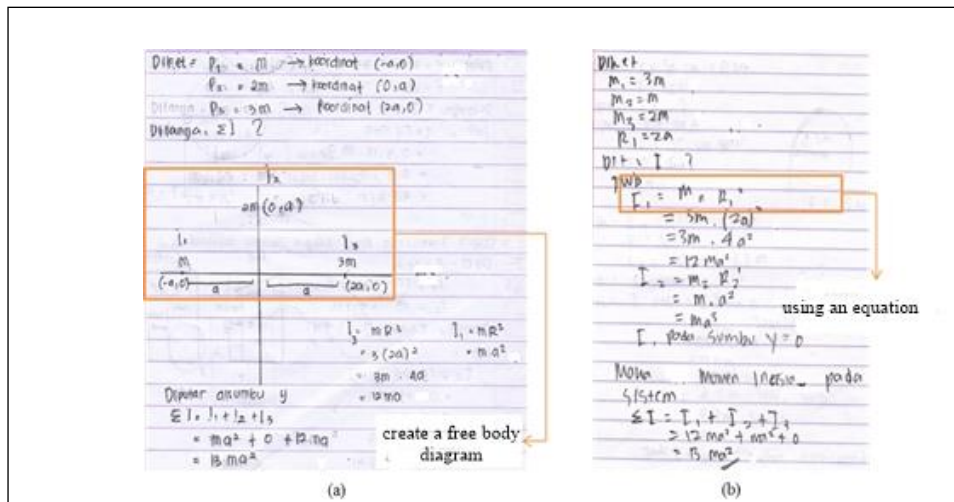 Diket = P₁ = m → koordinat (-a,0)
P₂ = 2m → koordinat (0,a)
P₃ = 3m → koordinat (2a,0)
Ditanya. ΣI ?
I₂
2m (0,a)
I₁ I₃
m 3m
(-a,0) a a (2a,0)
I₃ = mR² I₁ = mR²
= 3(2a)² = ma²
= 3m . 4a
= 12ma
Diputar disumbu y
ΣI = I₁ + I₂ + I₃
= ma² + 0 + 12 ma²
= 13 ma²
create a free body
diagram
(a)
Diket
m₁ = 3m
m₂ = m
m₃ = 2m
R₁ = 2a
Dit = I ?
Jwb
I₁ = m₁ R₁²
= 3m . (2a)²
= 3m . 4a²
= 12 ma²
I₂ = m₂ R₂²
= m . a²
= ma²
I, pada sumbu y = 0
Maka Momen Inersia pada
Sistem
ΣI = I₁ + I₂ + I₃
= 12 ma² + ma² + 0
= 13 ma²
using an equation
(b)